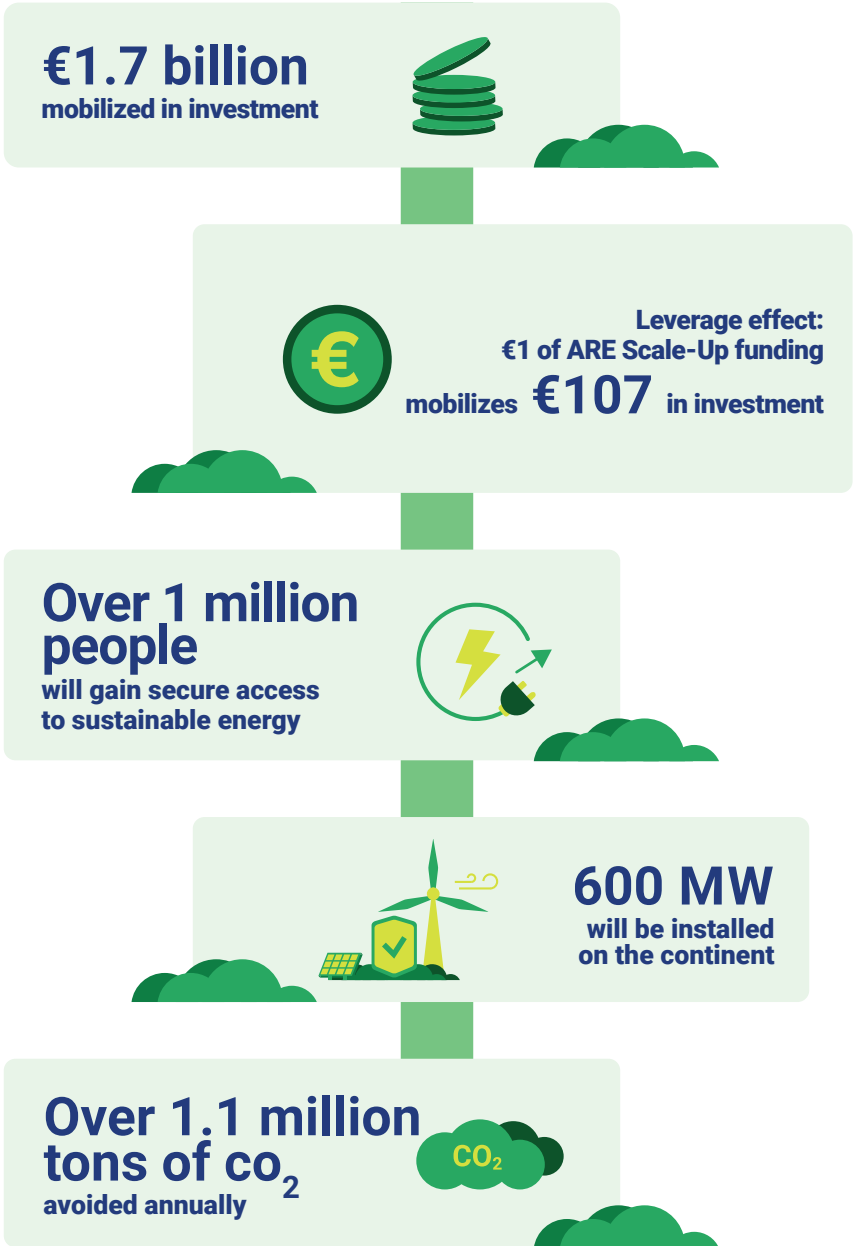 €1.7 billion
mobilized in investment
€
Leverage effect:
€1 of ARE Scale-Up funding
mobilizes €107 in investment
Over 1 million
people
will gain secure access
to sustainable energy
600 MW
will be installed
on the continent
Over 1.1 million
tons of co₂
avoided annually
CO₂